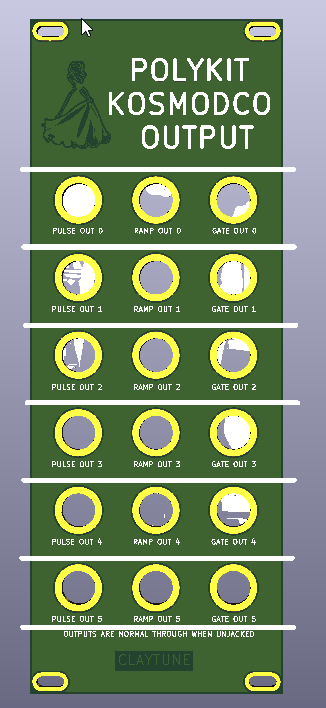 POLYKIT
KOSMODCO
OUTPUT
PULSE OUT 0 RAMP OUT 0 GATE OUT 0
PULSE OUT 1 RAMP OUT 1 GATE OUT 1
PULSE OUT 2 RAMP OUT 2 GATE OUT 2
PULSE OUT 3 RAMP OUT 3 GATE OUT 3
PULSE OUT 4 RAMP OUT 4 GATE OUT 4
PULSE OUT 5 RAMP OUT 5 GATE OUT 5
OUTPUTS ARE NORMAL THROUGH WHEN UNJACKED
CLAYTUNE